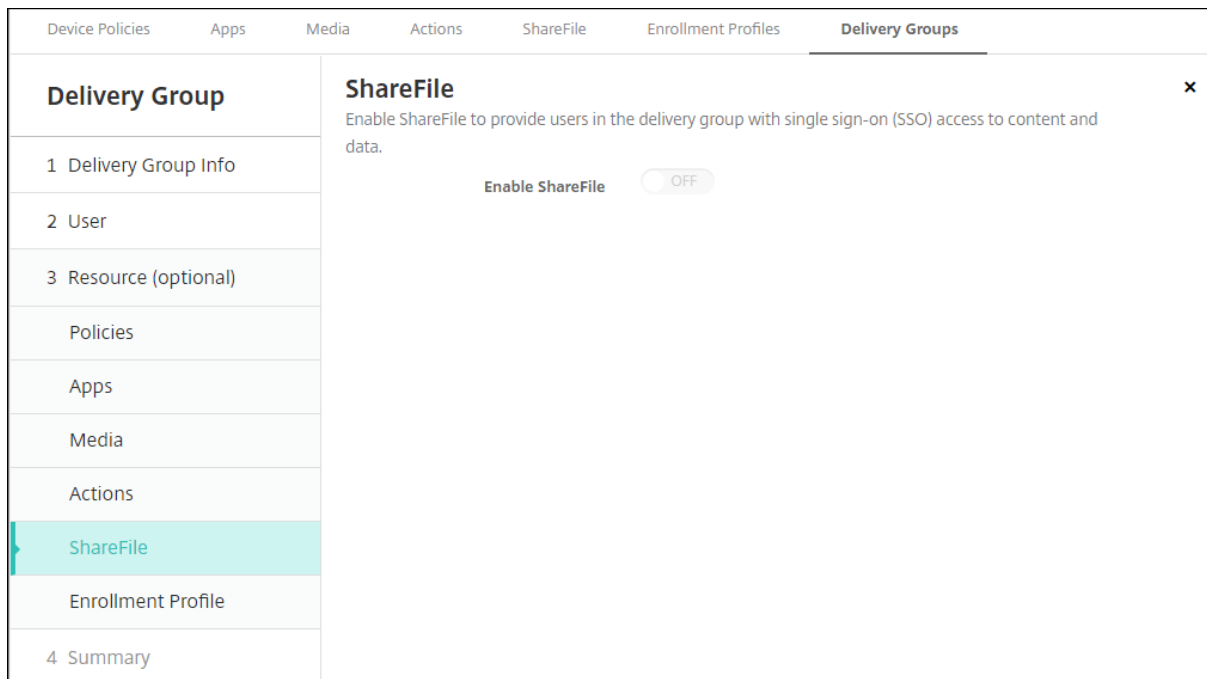 Device Policies Apps Media Actions ShareFile Enrollment Profiles Delivery Groups
Delivery Group
1 Delivery Group Info
2 User
3 Resource (optional)
Policies
Apps
Media
Actions
ShareFile
Enrollment Profile
4 Summary
ShareFile
Enable ShareFile to provide users in the delivery group with single sign-on (SSO) access to content and
data.
Enable ShareFile OFF